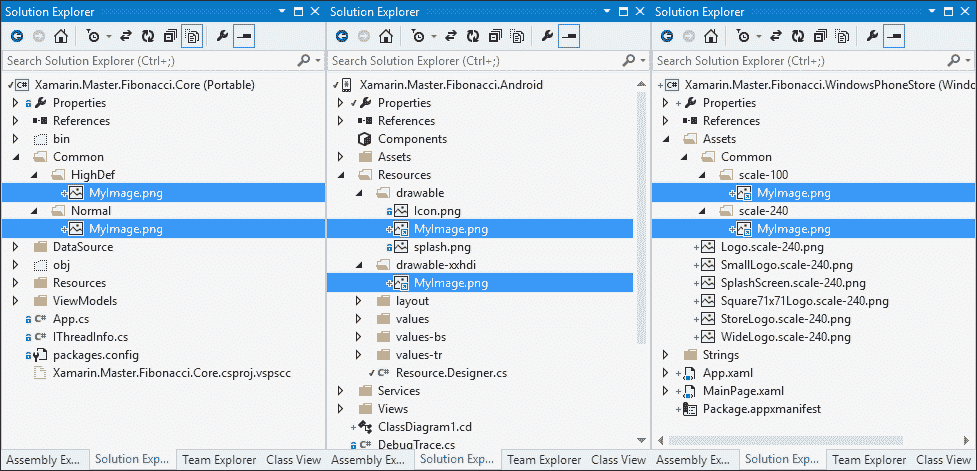 Solution Explorer
Search Solution Explorer (Ctrl+;)
Xamarin.Master.Fibonacci.Core (Portable)
Properties
References
bin
Common
HighDef
MyImage.png
Normal
MyImage.png
DataSource
obj
Resources
ViewModels
App.cs
IThreadInfo.cs
packages.config
Xamarin.Master.Fibonacci.Core.csproj.vspscc
Assembly Ex...
Solution Exp...
Team Explorer
Class View
Solution Explorer
Search Solution Explorer (Ctrl+;)
Xamarin.Master.Fibonacci.Android
Properties
References
Components
Assets
Resources
drawable
Icon.png
MyImage.png
splash.png
drawable-xxhdi
MyImage.png
layout
values
values-bs
values-tr
Resource.Designer.cs
Services
Views
ClassDiagram1.cd
DebugTrace.cs
Assembly Ex...
Solution Exp...
Team Explorer
Class View
Solution Explorer
Search Solution Explorer (Ctrl+;)
Xamarin.Master.Fibonacci.WindowsPhoneStore (Windo
Properties
References
Assets
Common
scale-100
MyImage.png
scale-240
MyImage.png
Logo.scale-240.png
SmallLogo.scale-240.png
SplashScreen.scale-240.png
Square71x71Logo.scale-240.png
StoreLogo.scale-240.png
WideLogo.scale-240.png
Strings
App.xaml
MainPage.xaml
Package.appxmanifest
Assembly Ex...
Solution Exp...
Team Explorer
Class View